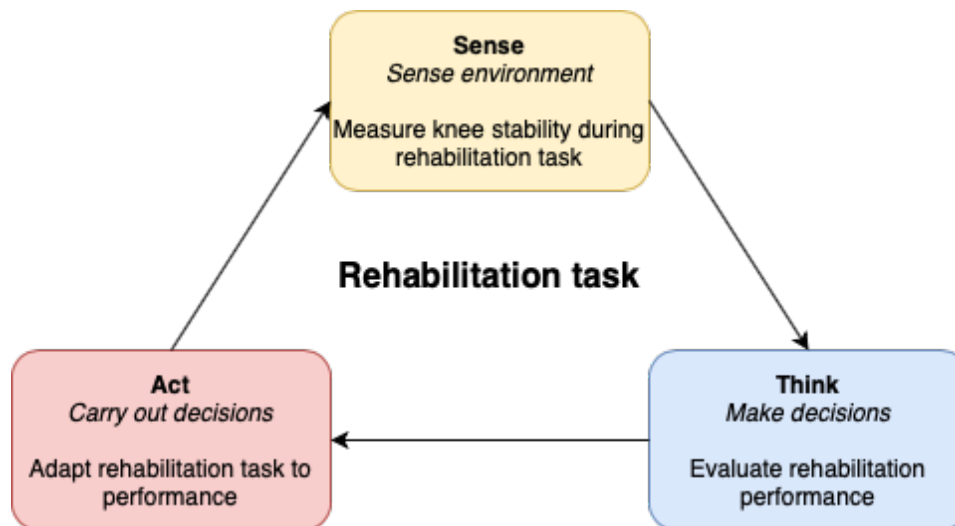 Sense
Sense environment
Measure knee stability during
rehabilitation task
Rehabilitation task
Act
Carry out decisions
Adapt rehabilitation task to
performance
Think
Make decisions
Evaluate rehabilitation
performance